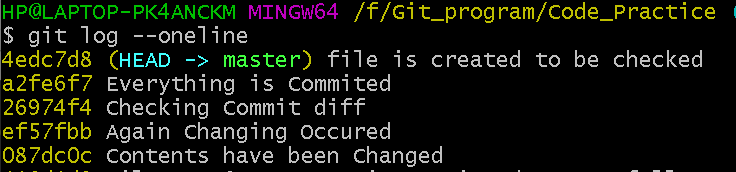 HP@LAPTOP-PK4ANCKM MINGW64 /f/Git_program/Code_Practice
$ git log --oneline
4edc7d8 (HEAD -> master) file is created to be checked
a2fe6f7 Everything is Commited
26974f4 Checking Commit diff
ef57fbb Again Changing Occured
087dc0c Contents have been Changed